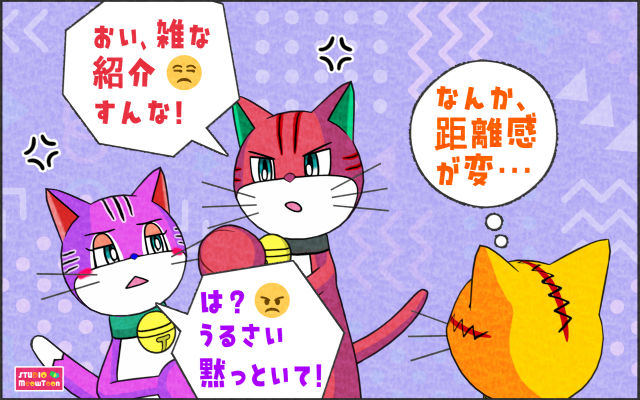 おい、雑な
紹介
すんな!
なんか、
距離感
が変・・・
は?
うるさい
黙っといて!
T
STUDIO
MeowToon